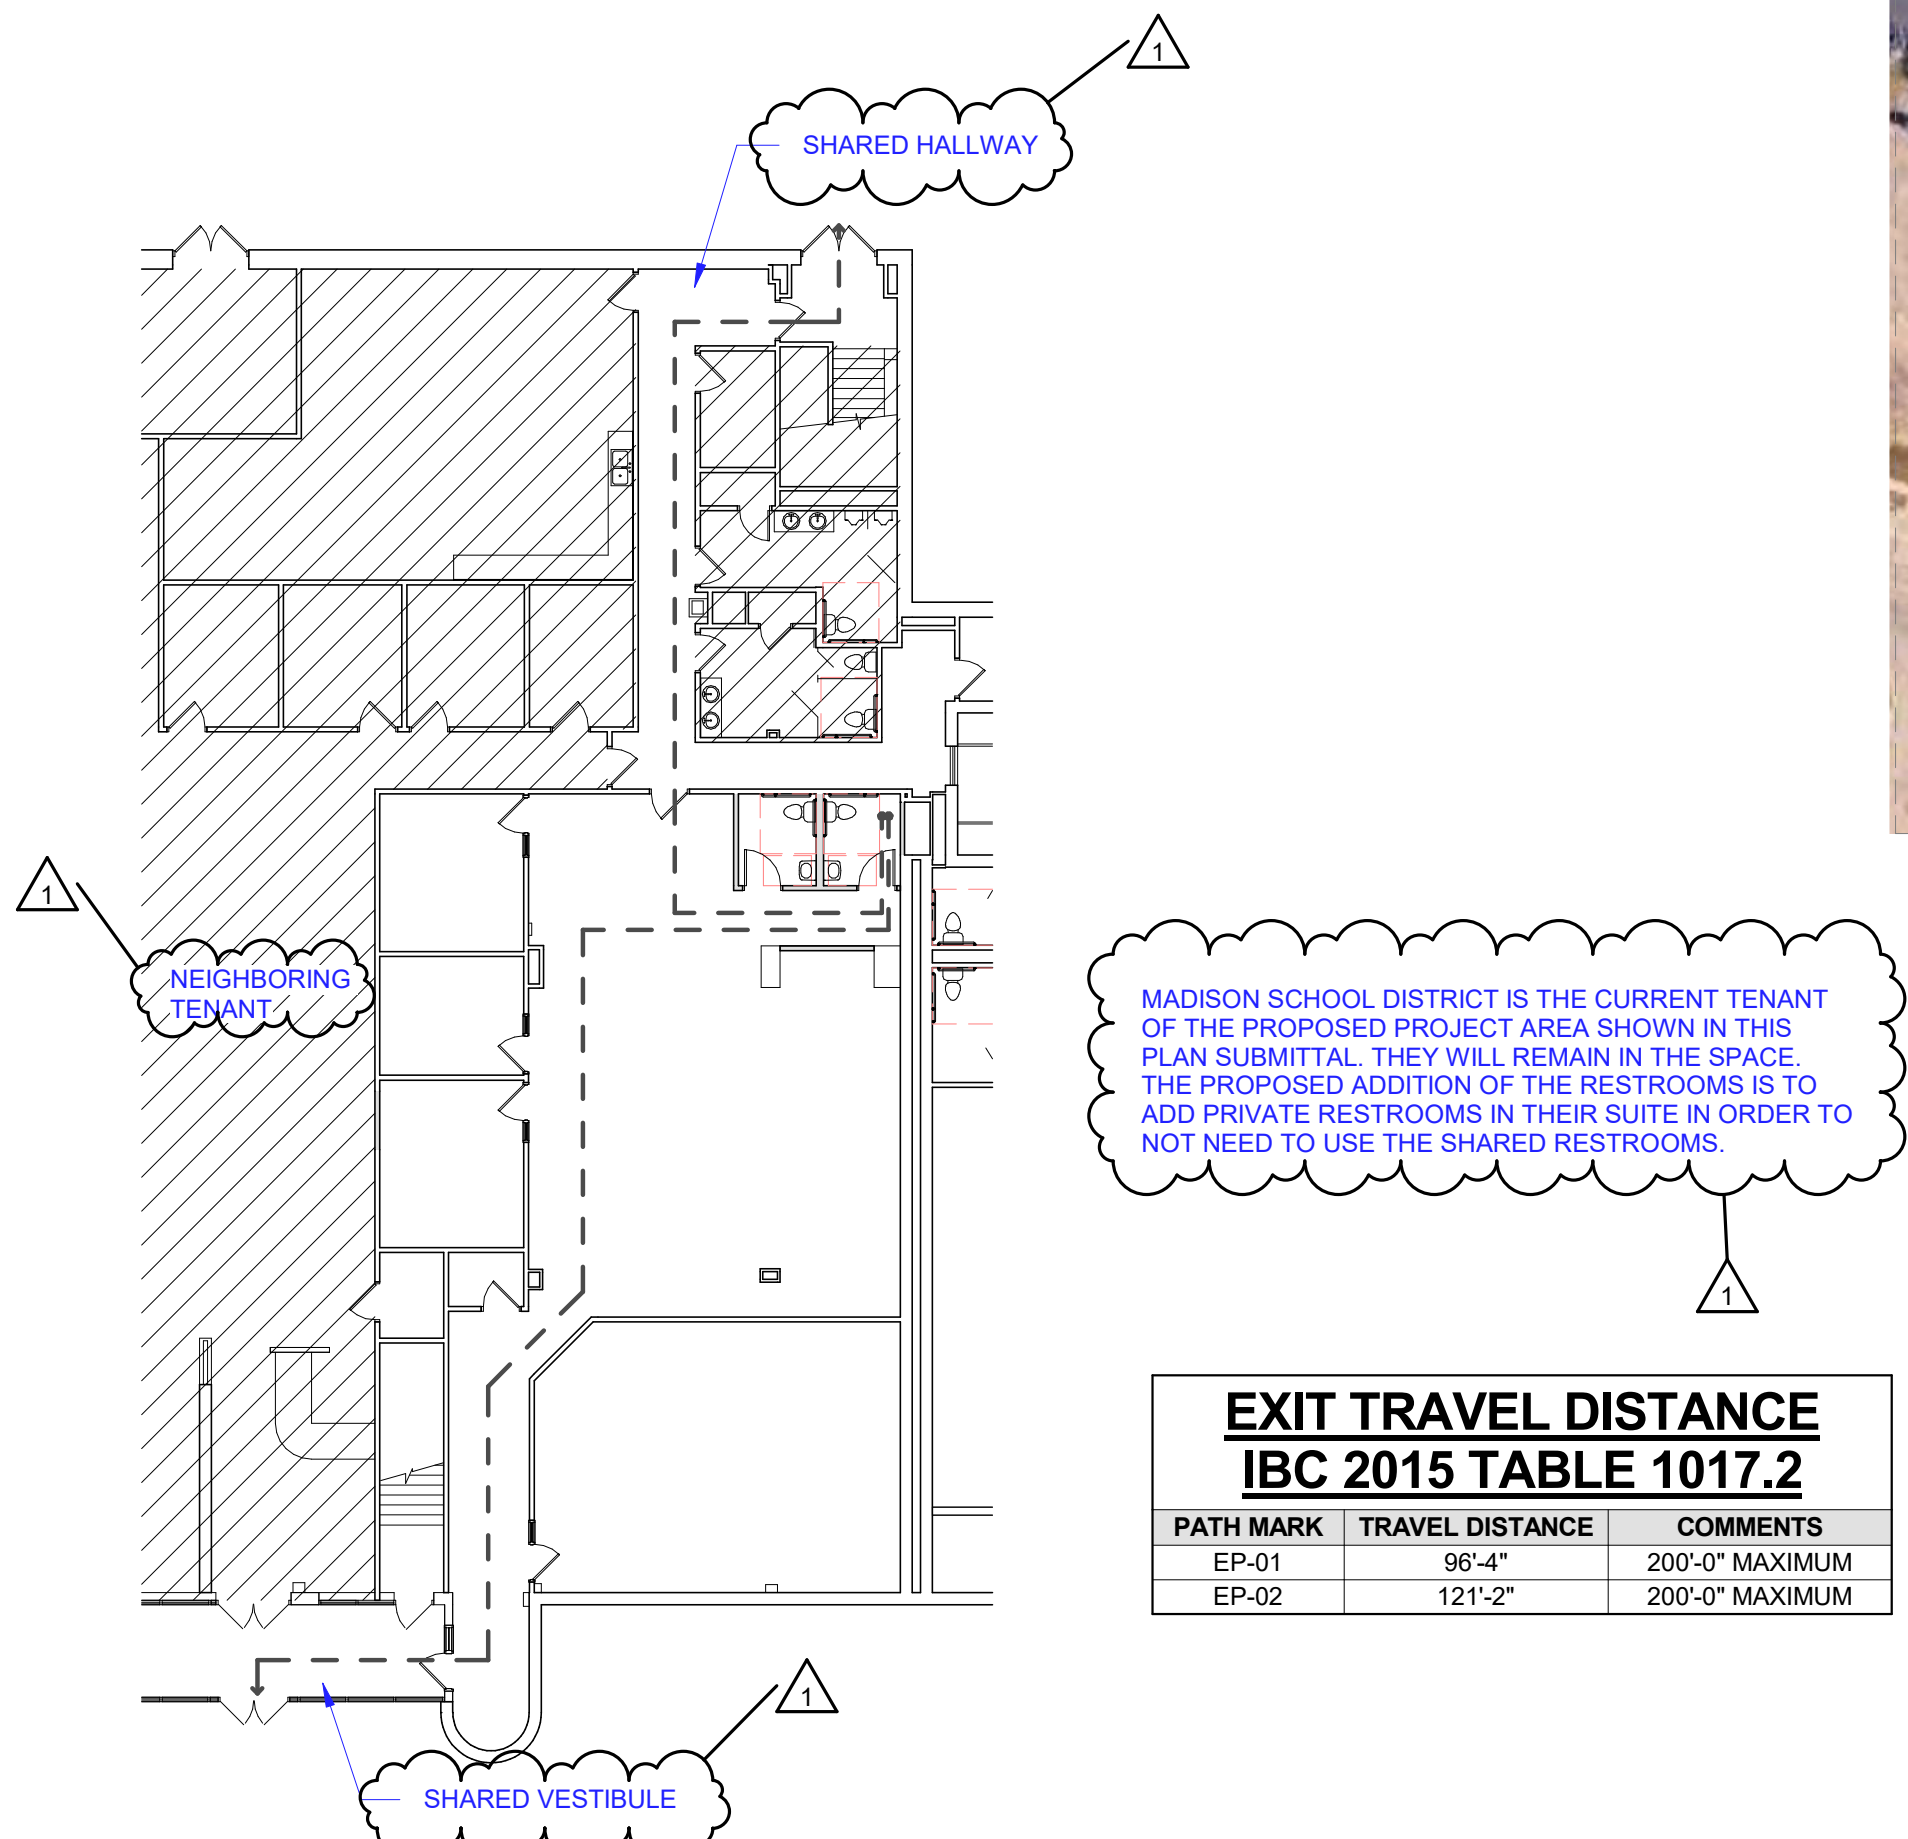 1
SHARED HALLWAY
1
NEIGHBORING
TENANT
MADISON SCHOOL DISTRICT IS THE CURRENT TENANT
OF THE PROPOSED PROJECT AREA SHOWN IN THIS
PLAN SUBMITTAL. THEY WILL REMAIN IN THE SPACE.
THE PROPOSED ADDITION OF THE RESTROOMS IS TO
ADD PRIVATE RESTROOMS IN THEIR SUITE IN ORDER TO
NOT NEED TO USE THE SHARED RESTROOMS.
1
EXIT TRAVEL DISTANCE
IBC 2015 TABLE 1017.2
PATH MARK TRAVEL DISTANCE COMMENTS
EP-01 96'-4" 200'-0" MAXIMUM
EP-02 121'-2" 200'-0" MAXIMUM
1
SHARED VESTIBULE